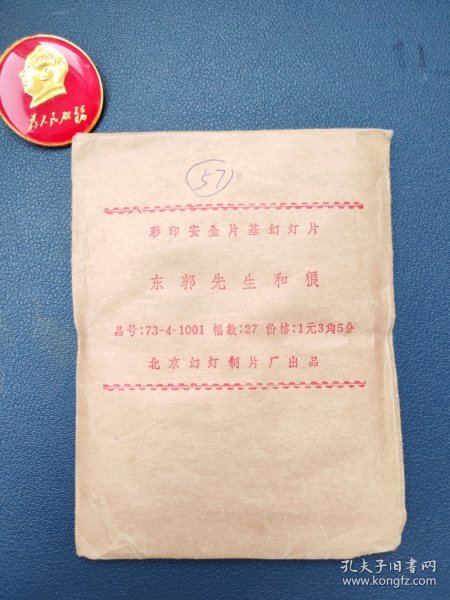 为人民服务
57
彩印安全片基幻灯片
东郭先生和狠
品号:73-4-1001 幅数:27 价格:1元3角5分
北京幻灯制片厂出品
孔夫子旧书网
www.kongfz.com